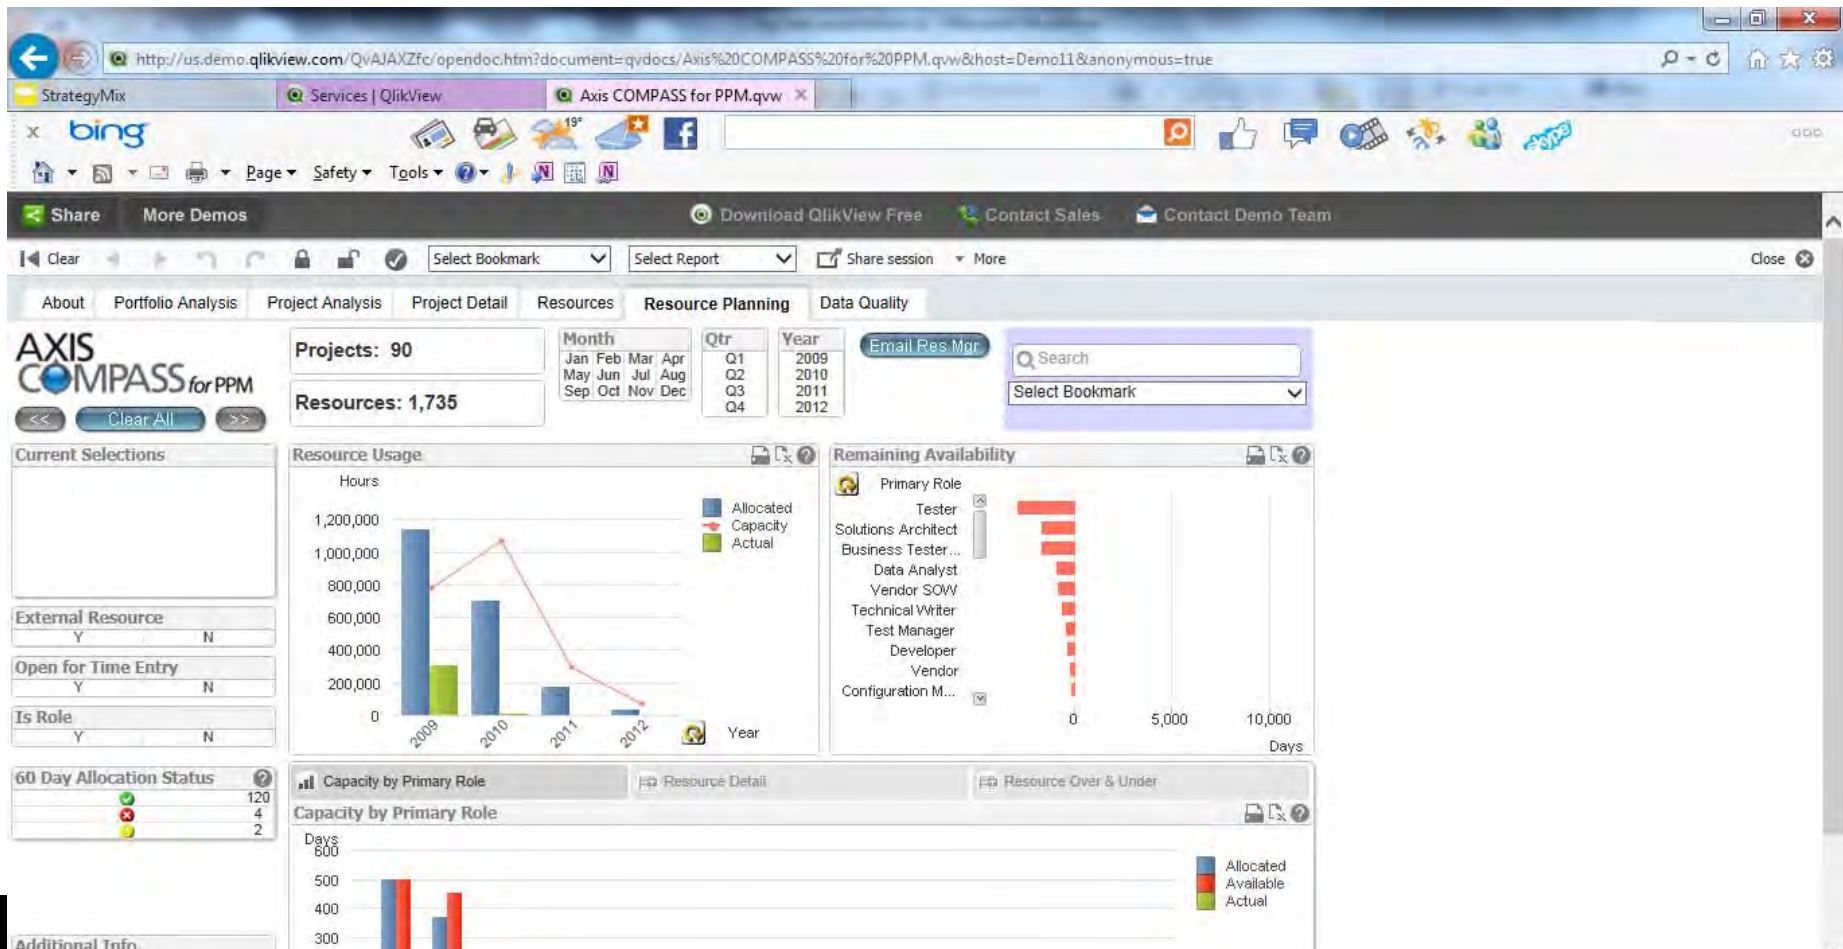 http://us.demo.qlikview.com/QvAJAXZfc/opendoc.htm?document=qvdocs/Axis%20COMPASS%20for%20PPM.qvw&host=Demo11&anonymous=true
StrategyMix
Services | QlikView
Axis COMPASS for PPM.qvw
x bing
19°
skype
Page Safety Tools
Share More Demos Download QlikView Free Contact Sales Contact Demo Team
Clear Select Bookmark Select Report Share session More Close
About Portfolio Analysis Project Analysis Project Detail Resources Resource Planning Data Quality
AXIS
COMPASS for PPM
<< Clear All >>
Projects: 90
Resources: 1,735
Month
Jan Feb Mar Apr
May Jun Jul Aug
Sep Oct Nov Dec
Qtr
Q1
Q2
Q3
Q4
Year
2009
2010
2011
2012
Email Res Mgr
Search
Select Bookmark
Current Selections
External Resource
Y N
Open for Time Entry
Y N
Is Role
Y N
60 Day Allocation Status
120
4
2
Additional Info
Resource Usage
Hours
1,200,000
1,000,000
800,000
600,000
400,000
200,000
0
2009 2010 2011 2012
Year
Allocated
Capacity
Actual
Remaining Availability
Primary Role
Tester
Solutions Architect
Business Tester...
Data Analyst
Vendor SOW
Technical Writer
Test Manager
Developer
Vendor
Configuration M...
0 5,000 10,000
Days
Capacity by Primary Role Resource Detail Resource Over & Under
Capacity by Primary Role
Days
600
500
400
300
Allocated
Available
Actual